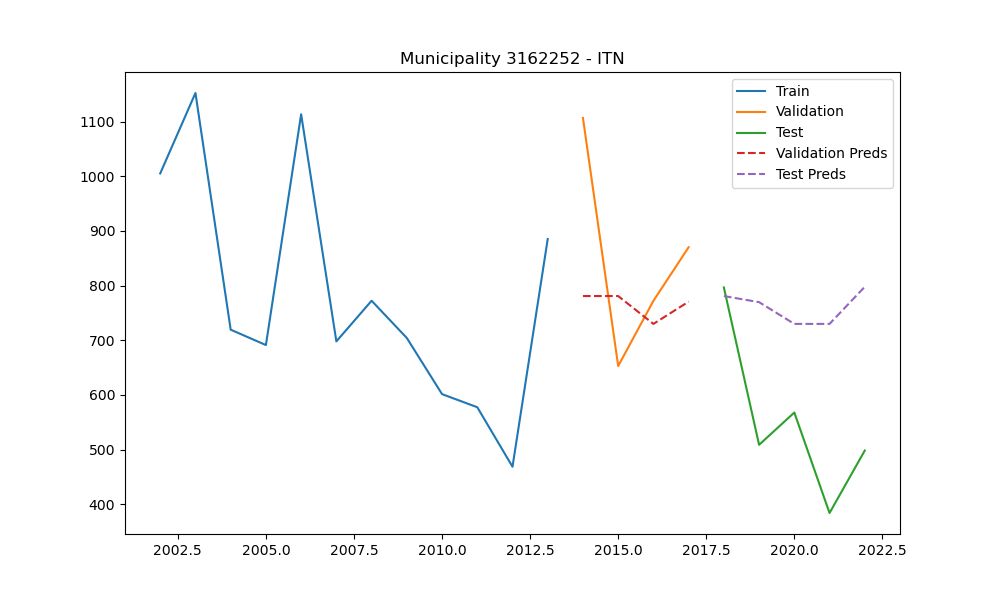 Municipality 3162252 - ITN
Train
Validation
Test
Validation Preds
Test Preds
1100
1000
900
800
700
600
500
400
2002.5 2005.0 2007.5 2010.0 2012.5 2015.0 2017.5 2020.0 2022.5